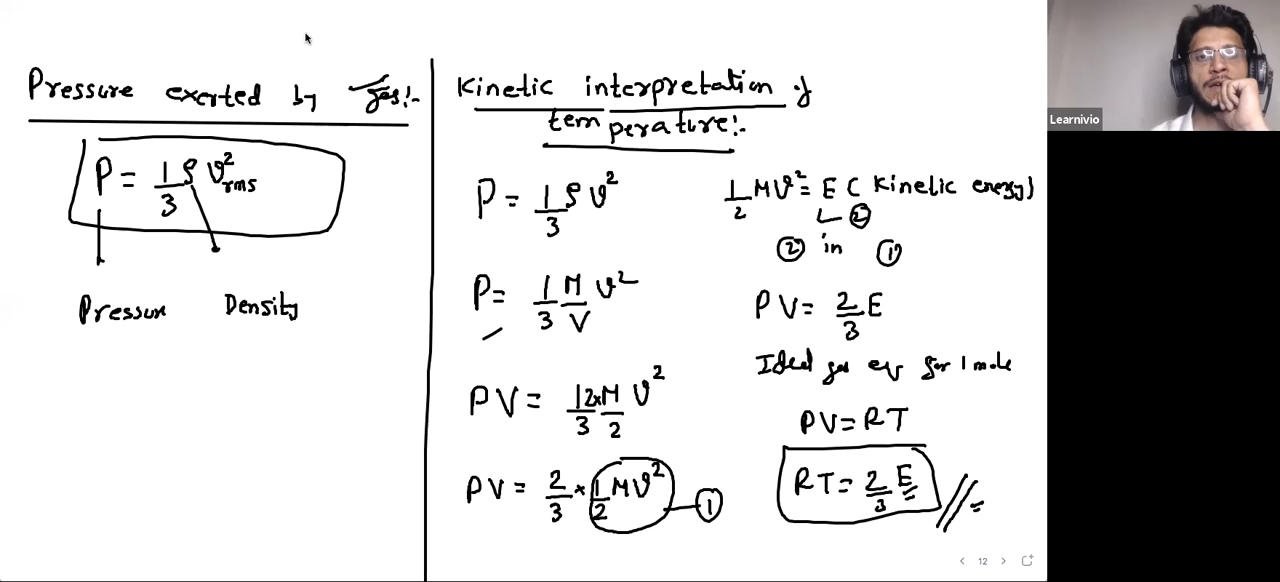 Pressure exerted by gas:-
P = 1/3 ρ v²rms
Pressure Density
Kinetic interpretation of
temperature:-
P = 1/3 ρ v²
P = 1/3 M/V v²
PV = 1/3 2× M/2 v²
PV = 2/3 × 1/2 Mv² — ①
1/2 Mv² = E ( Kinetic energy)
②
② in ①
PV = 2/3 E
Ideal gas eq for 1 mole
PV = RT
RT = 2/3 E
12
Learnivio